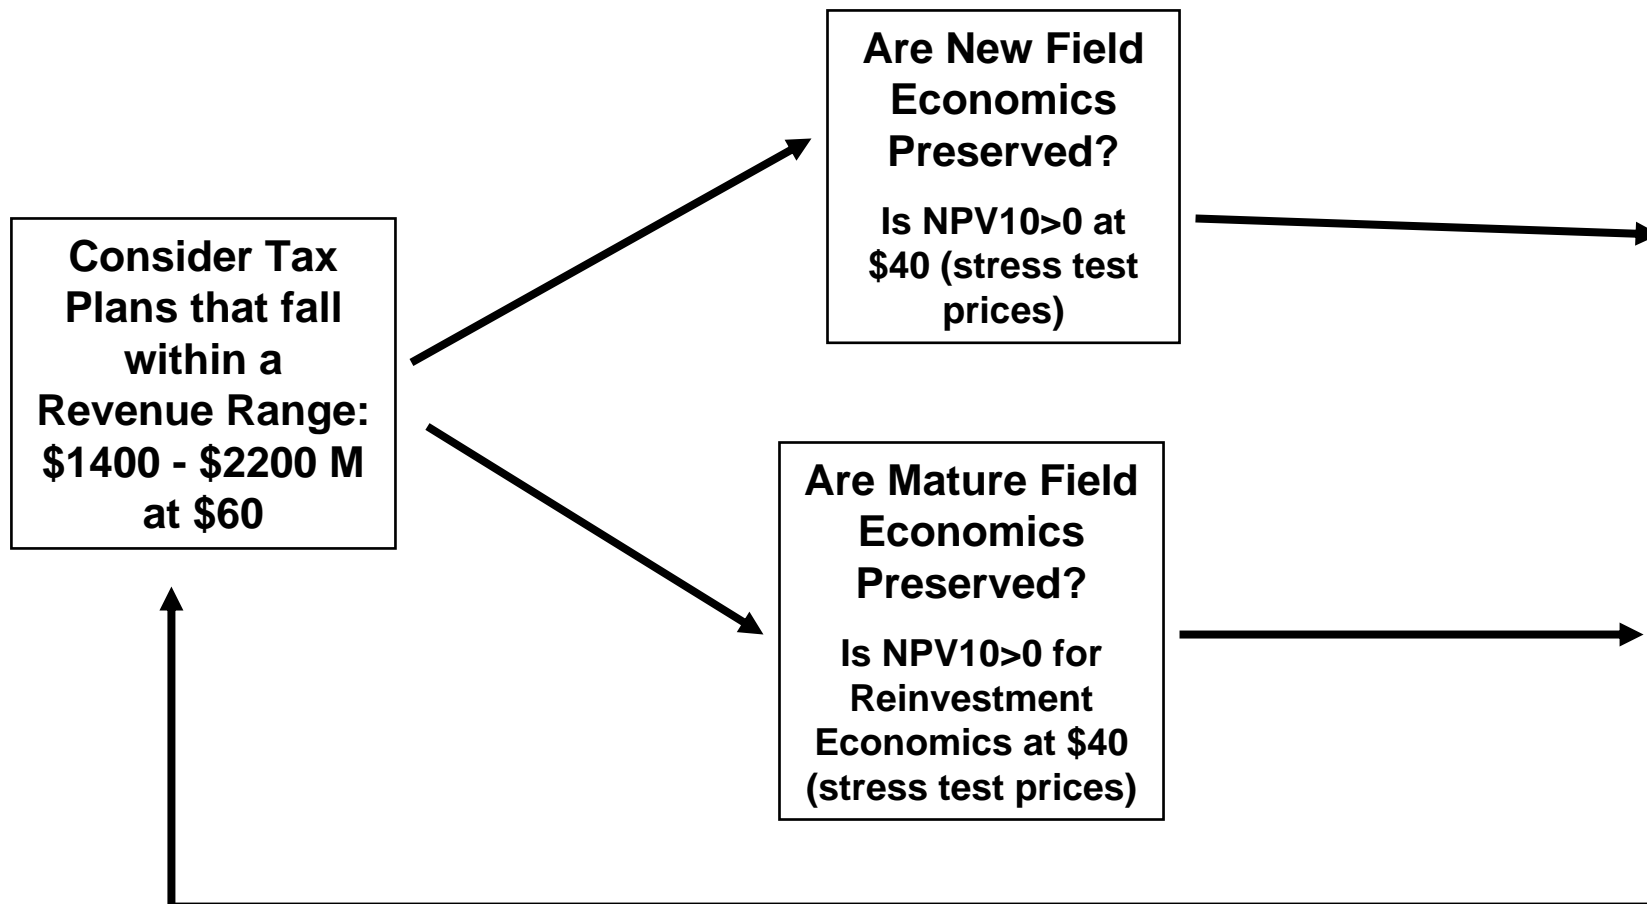 Consider Tax
Plans that fall
within a
Revenue Range:
$1400 - $2200 M
at $60
Are New Field
Economics
Preserved?
Is NPV10>0 at
$40 (stress test
prices)
Are Mature Field
Economics
Preserved?
Is NPV10>0 for
Reinvestment
Economics at $40
(stress test prices)